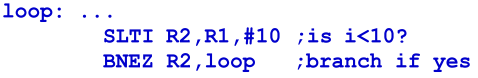 loop: ...
SLTI R2,R1,#10 ;is i<10?
BNEZ R2,loop ;branch if yes